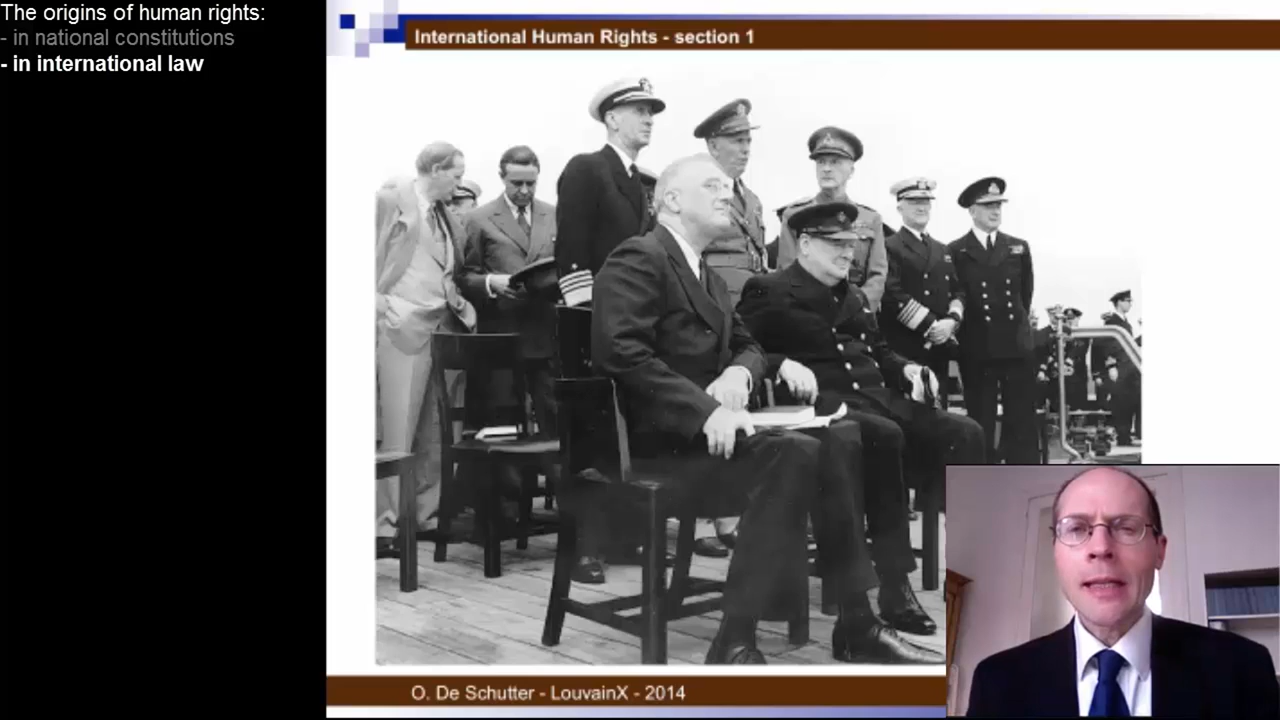 The origins of human rights:
- in national constitutions
- in international law
International Human Rights - section 1
O. De Schutter - LouvainX - 2014